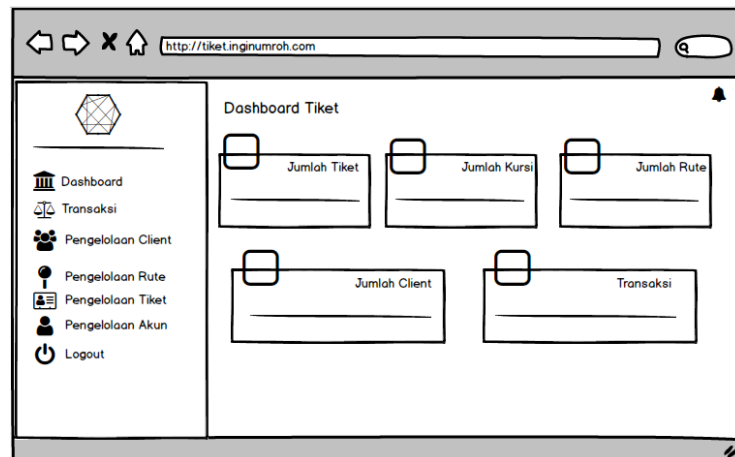 http://tiket.inginumroh.com
Dashboard Tiket
Dashboard
Transaksi
Pengelolaan Client
Pengelolaan Rute
Pengelolaan Tiket
Pengelolaan Akun
Logout
Jumlah Tiket
Jumlah Kursi
Jumlah Rute
Jumlah Client
Transaksi